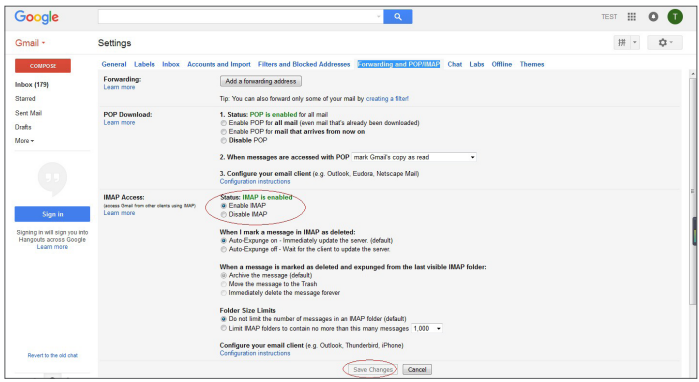 Google
TEST
T
Gmail
Settings
COMPOSE
General Labels Inbox Accounts and Import Filters and Blocked Addresses Forwarding and POP/IMAP Chat Labs Offline Themes
Inbox (179)
Starred
Sent Mail
Drafts
More
Sign in
Signing in will sign you into
Hangouts across Google
Learn more
Revert to the old chat
Forwarding:
Learn more
Add a forwarding address
Tip: You can also forward only some of your mail by creating a filter!
POP Download:
Learn more
1. Status: POP is enabled for all mail
Enable POP for all mail (even mail that's already been downloaded)
Enable POP for mail that arrives from now on
Disable POP
2. When messages are accessed with POP mark Gmail's copy as read
3. Configure your email client (e.g. Outlook, Eudora, Netscape Mail)
Configuration instructions
IMAP Access:
(access Gmail from other clients using IMAP)
Learn more
Status: IMAP is enabled
Enable IMAP
Disable IMAP
When I mark a message in IMAP as deleted:
Auto-Expunge on - Immediately update the server. (default)
Auto-Expunge off - Wait for the client to update the server.
When a message is marked as deleted and expunged from the last visible IMAP folder:
Archive the message (default)
Move the message to the Trash
Immediately delete the message forever
Folder Size Limits
Do not limit the number of messages in an IMAP folder (default)
Limit IMAP folders to contain no more than this many messages 1,000
Configure your email client (e.g. Outlook, Thunderbird, iPhone)
Configuration instructions
Save Changes Cancel